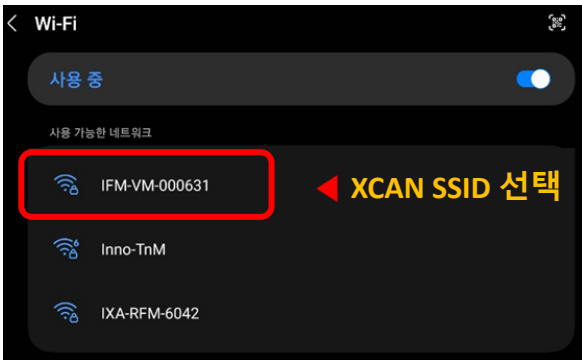 Wi-Fi
사용 중
사용 가능한 네트워크
IFM-VM-000631
XCAN SSID 선택
Inno-TnM
IXA-RFM-6042